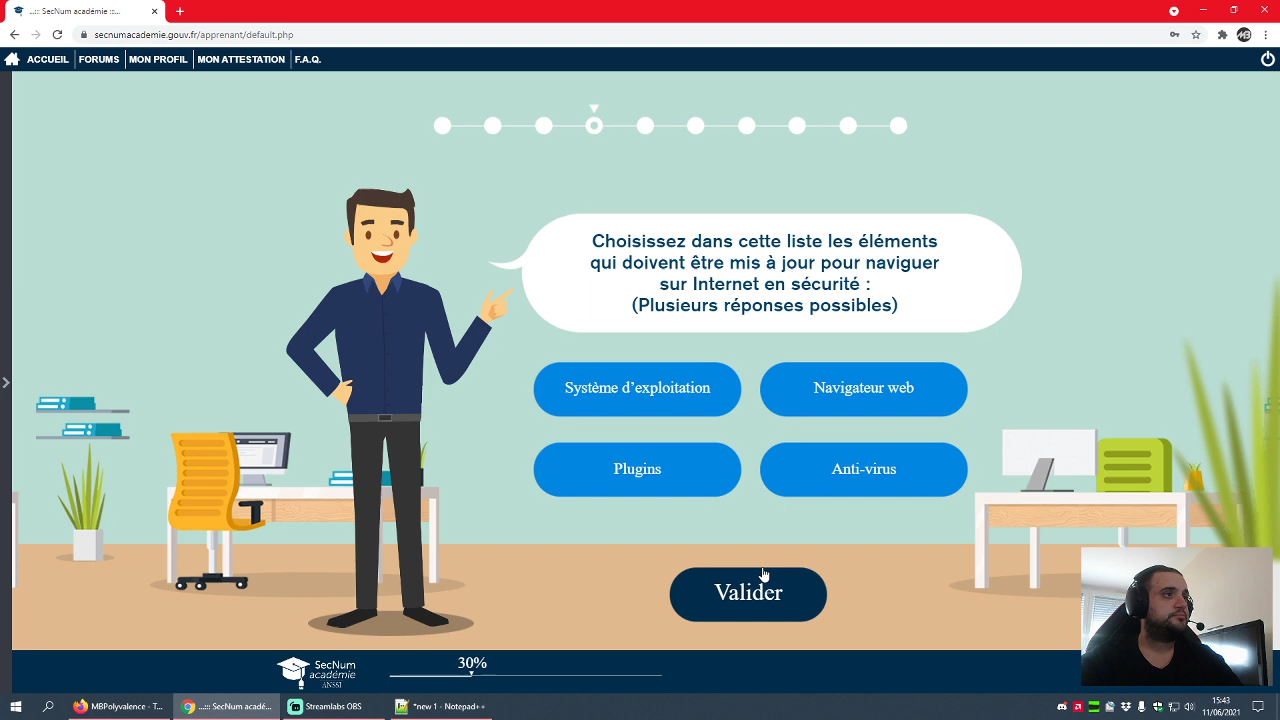 ..:: SecNum académie ::..
secnumacademie.gouv.fr/apprenant/default.php
ACCUEIL FORUMS MON PROFIL MON ATTESTATION F.A.Q.
Choisissez dans cette liste les éléments
qui doivent être mis à jour pour naviguer
sur Internet en sécurité :
(Plusieurs réponses possibles)
Système d'exploitation
Navigateur web
Plugins
Anti-virus
Valider
SecNum
académie
ANSSI
30%
MBPolyvalence - T...
..:: SecNum acadé...
Streamlabs OBS
*new 1 - Notepad++
15:43
11/06/2021